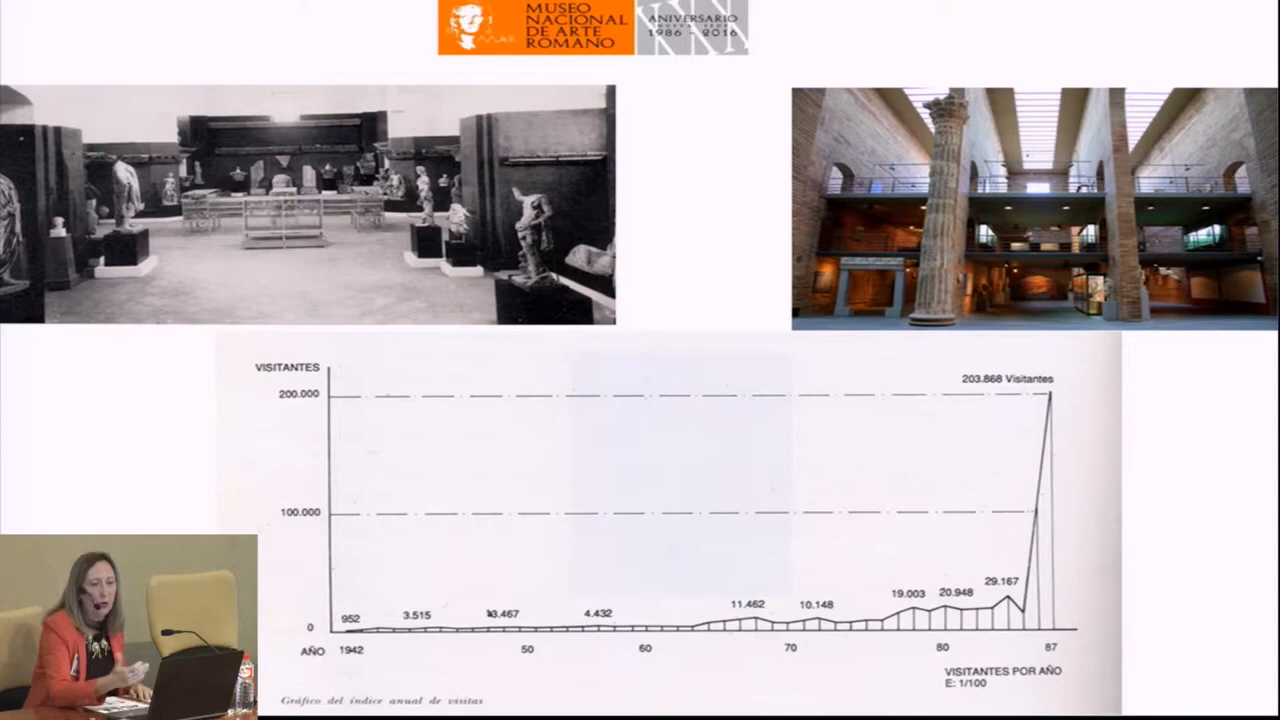 MUSEO
NACIONAL
DE ARTE
ROMANO
ANIVERSARIO
1986 - 2016
VISITANTES
203.868 Visitantes
200.000
100.000
29.167
19.003
20.948
11.462
10.148
952
3.515
3.467
4.432
0
AÑO
1942
50
60
70
80
87
VISITANTES POR AÑO
E: 1/100
Gráfico del índice anual de visitas